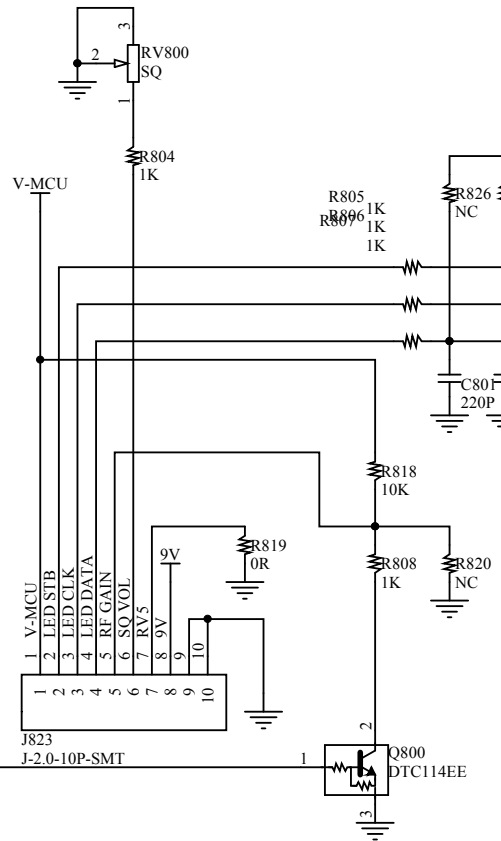 3
2
RV800
SQ
1
R804
1K
V-MCU
R805
1K
R806
1K
R807
1K
R826
NC
C801
220P
R818
10K
R819
0R
9V
R808
1K
R820
NC
1 V-MCU
2 LED STB
3 LED CLK
4 LED DATA
5 RF GAIN
6 SQ VOL
7 RV5
8 9V
9
10
1 2 3 4 5 6 7 8 9 10
J823
J-2.0-10P-SMT
1
2
Q800
DTC114EE
3